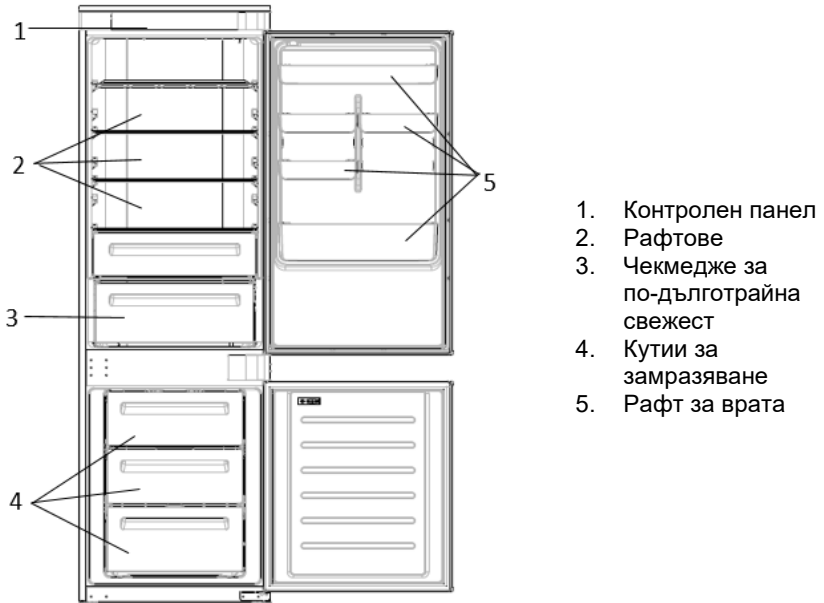 1
2
3
4
5
1. Контролен панел
2. Рафтове
3. Чекмедже за
по-дълготрайна
свежест
4. Кутии за
замразяване
5. Рафт за врата